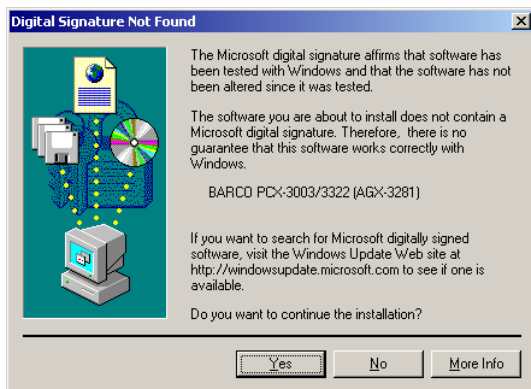 Digital Signature Not Found
The Microsoft digital signature affirms that software has
been tested with Windows and that the software has not
been altered since it was tested.
The software you are about to install does not contain a
Microsoft digital signature. Therefore, there is no
guarantee that this software works correctly with
Windows.
BARCO PCX-3003/3322 (AGX-3281)
If you want to search for Microsoft digitally signed
software, visit the Windows Update Web site at
http://windowsupdate.microsoft.com to see if one is
available.
Do you want to continue the installation?
Yes
No
More Info